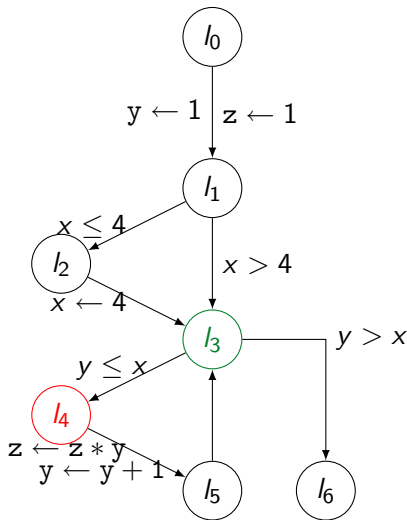 l0
y ← 1 z ← 1
l1
x ≤ 4
l2
x > 4
x ← 4
l3
y > x
y ≤ x
l4
z ← z * y
y ← y + 1
l5
l6